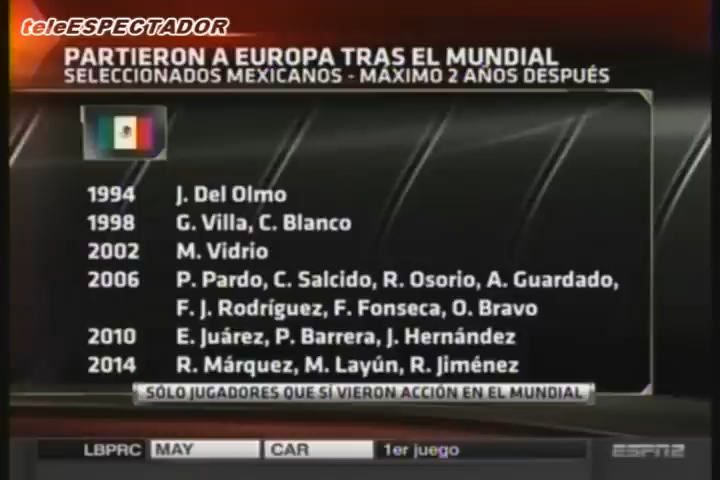 teleESPECTADOR
PARTIERON A EUROPA TRAS EL MUNDIAL
SELECCIONADOS MEXICANOS - MÁXIMO 2 AÑOS DESPUÉS
1994 J. Del Olmo
1998 G. Villa, C. Blanco
2002 M. Vidrio
2006 P. Pardo, C. Salcido, R. Osorio, A. Guardado,
F. J. Rodríguez, F. Fonseca, O. Bravo
2010 E. Juárez, P. Barrera, J. Hernández
2014 R. Márquez, M. Layún, R. Jiménez
SÓLO JUGADORES QUE SÍ VIERON ACCIÓN EN EL MUNDIAL
LBPRC MAY CAR 1er juego ESPN2